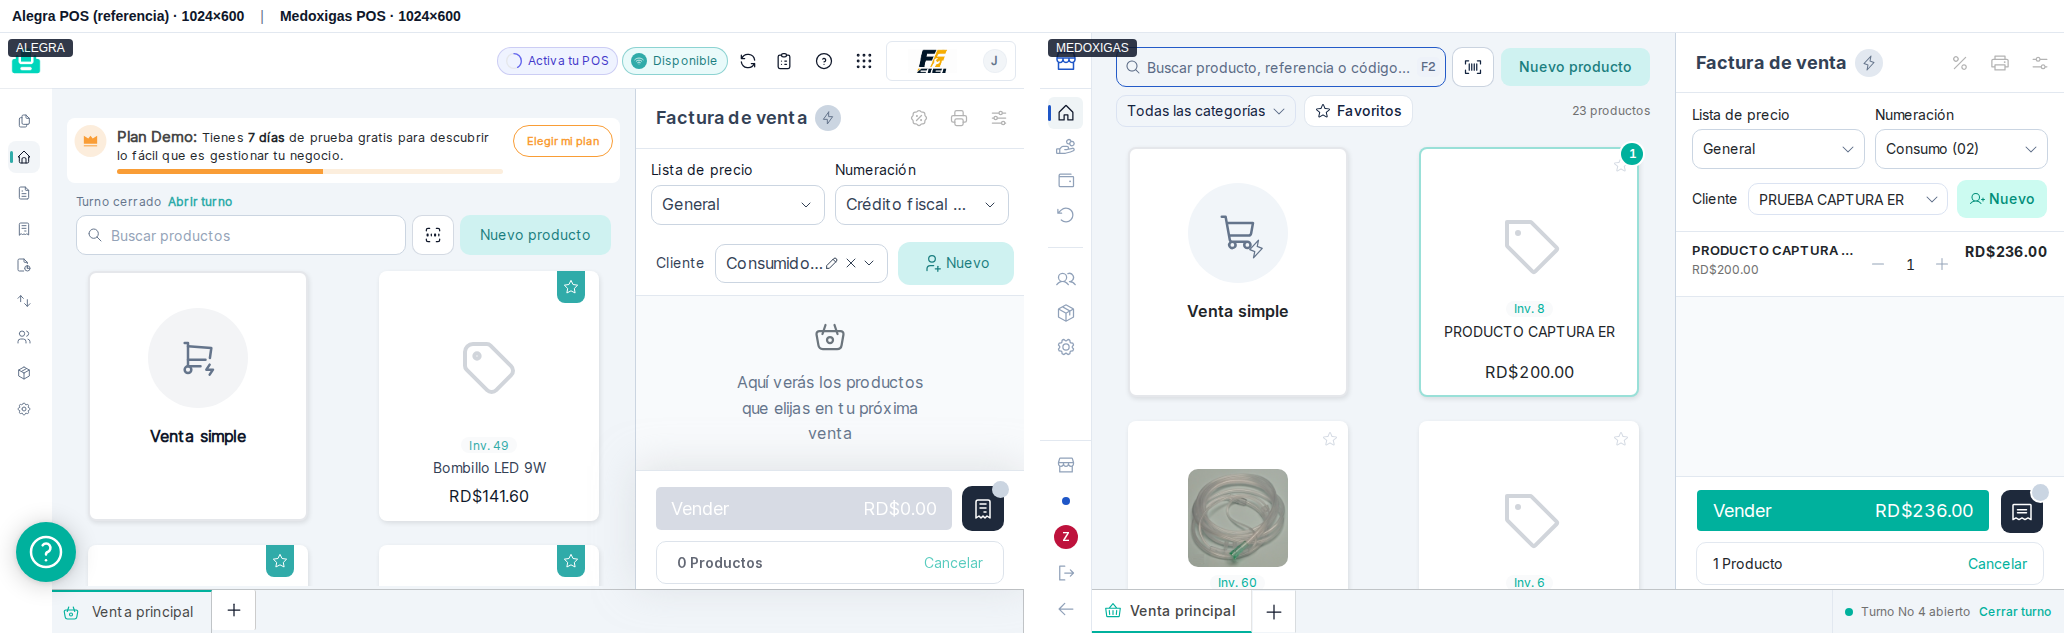 Alegra POS (referencia) · 1024×600 | Medoxigas POS · 1024×600
ALEGRA
Activa tu POS
Disponible
J
Plan Demo: Tienes 7 días de prueba gratis para descubrir
lo fácil que es gestionar tu negocio.
Elegir mi plan
Turno cerrado Abrir turno
Buscar productos
Nuevo producto
Venta simple
Inv. 49
Bombillo LED 9W
RD$141.60
Factura de venta
Lista de precio
Numeración
General
Crédito fiscal ...
Cliente
Consumido...
Nuevo
Aquí verás los productos
que elijas en tu próxima
venta
Vender RD$0.00
0 Productos Cancelar
Venta principal
+
MEDOXIGAS
Buscar producto, referencia o código... F2
Nuevo producto
Todas las categorías
Favoritos
23 productos
Venta simple
1
Inv. 8
PRODUCTO CAPTURA ER
RD$200.00
Inv. 60
Inv. 6
Z
Factura de venta
Lista de precio
Numeración
General
Consumo (02)
Cliente
PRUEBA CAPTURA ER
Nuevo
PRODUCTO CAPTURA ...
RD$200.00
1
RD$236.00
Vender RD$236.00
1 Producto Cancelar
Venta principal
+
Turno No 4 abierto Cerrar turno